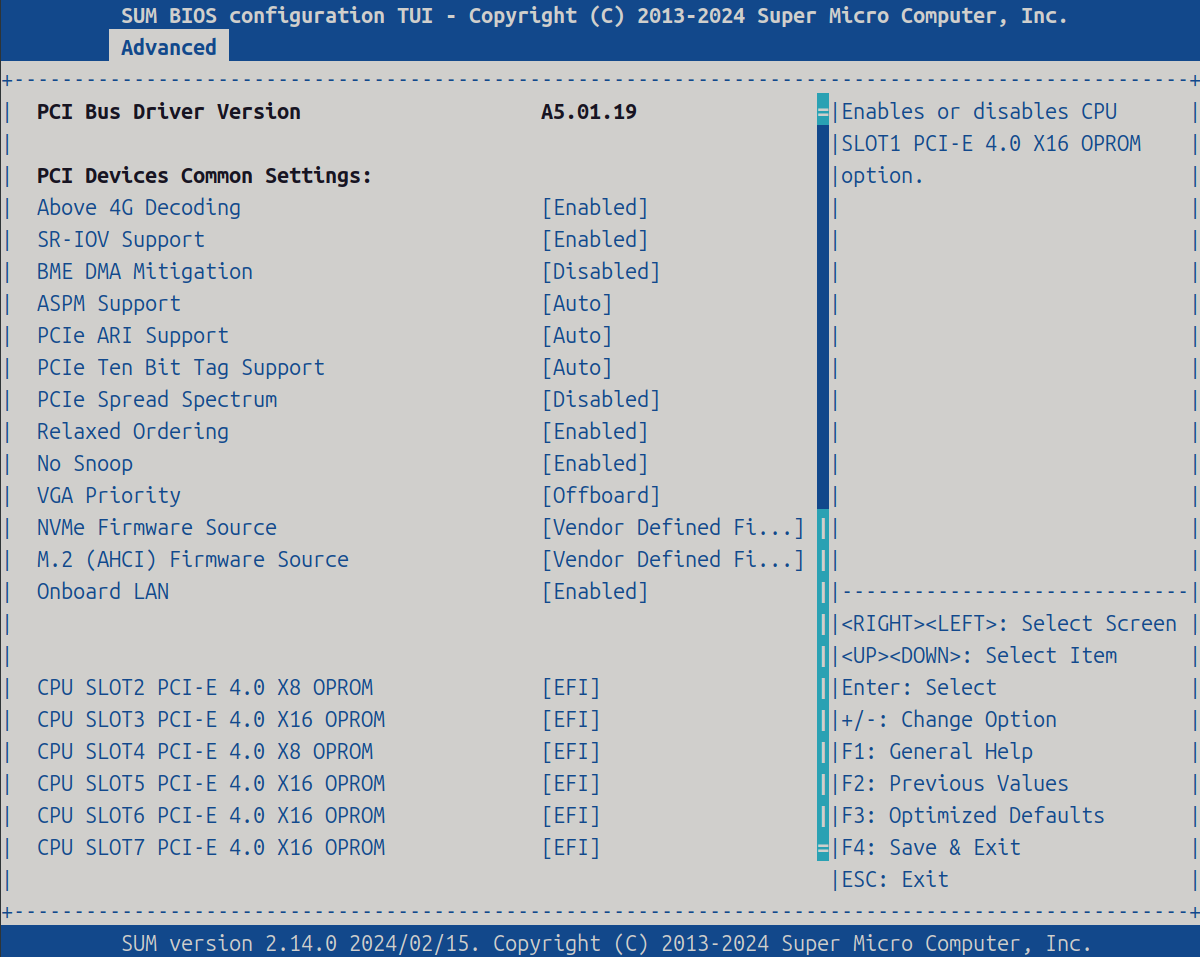 SUM BIOS configuration TUI - Copyright (C) 2013-2024 Super Micro Computer, Inc.
Advanced
PCI Bus Driver Version A5.01.19
PCI Devices Common Settings:
Above 4G Decoding [Enabled]
SR-IOV Support [Enabled]
BME DMA Mitigation [Disabled]
ASPM Support [Auto]
PCIe ARI Support [Auto]
PCIe Ten Bit Tag Support [Auto]
PCIe Spread Spectrum [Disabled]
Relaxed Ordering [Enabled]
No Snoop [Enabled]
VGA Priority [Offboard]
NVMe Firmware Source [Vendor Defined Fi...]
M.2 (AHCI) Firmware Source [Vendor Defined Fi...]
Onboard LAN [Enabled]
CPU SLOT2 PCI-E 4.0 X8 OPROM [EFI]
CPU SLOT3 PCI-E 4.0 X16 OPROM [EFI]
CPU SLOT4 PCI-E 4.0 X8 OPROM [EFI]
CPU SLOT5 PCI-E 4.0 X16 OPROM [EFI]
CPU SLOT6 PCI-E 4.0 X16 OPROM [EFI]
CPU SLOT7 PCI-E 4.0 X16 OPROM [EFI]
Enables or disables CPU
SLOT1 PCI-E 4.0 X16 OPROM
option.
<RIGHT><LEFT>: Select Screen
<UP><DOWN>: Select Item
Enter: Select
+/-: Change Option
F1: General Help
F2: Previous Values
F3: Optimized Defaults
F4: Save & Exit
ESC: Exit
SUM version 2.14.0 2024/02/15. Copyright (C) 2013-2024 Super Micro Computer, Inc.